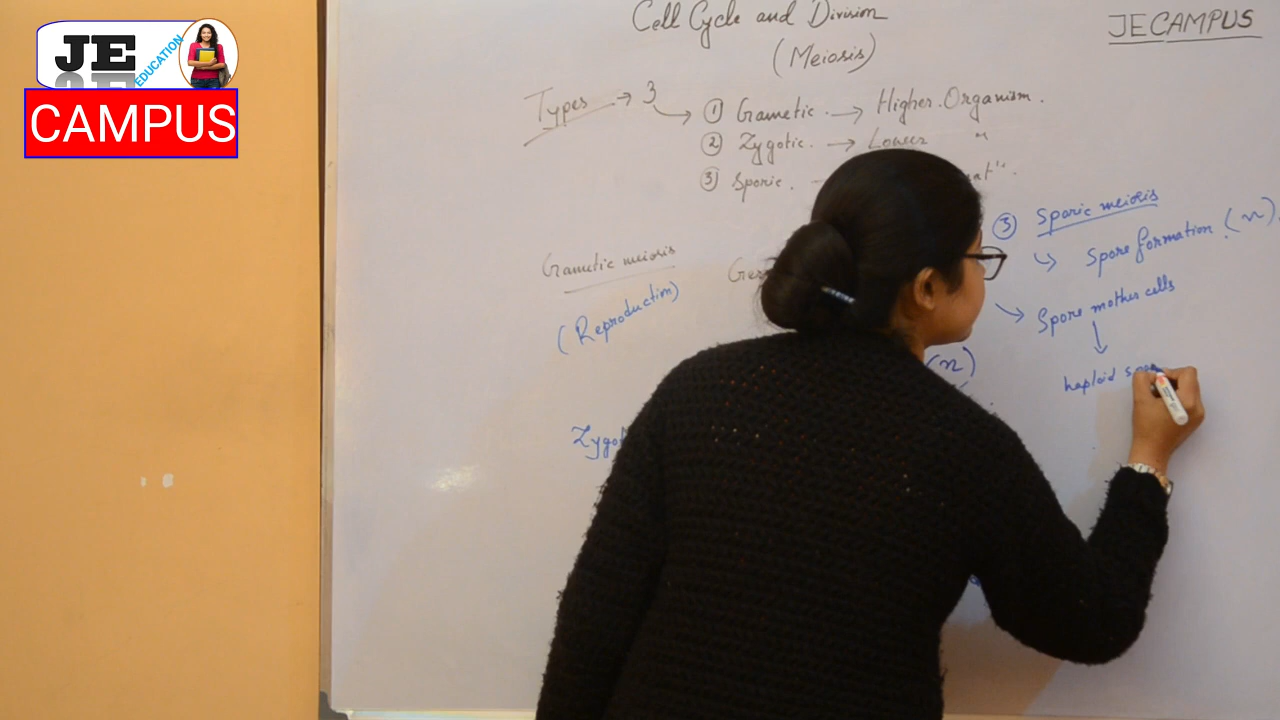 JE
EDUCATION
CAMPUS
Cell Cycle and Division
(Meiosis)
JECAMPUS
Types → 3
① Gametic. → Higher Organism.
② Zygotic. → Lower "
③ Sporic.
Gametic meiosis
(Reproduction)
(n)
③ Sporic meiosis
Spore formation (n)
→ Spore mother cells
↓
haploid